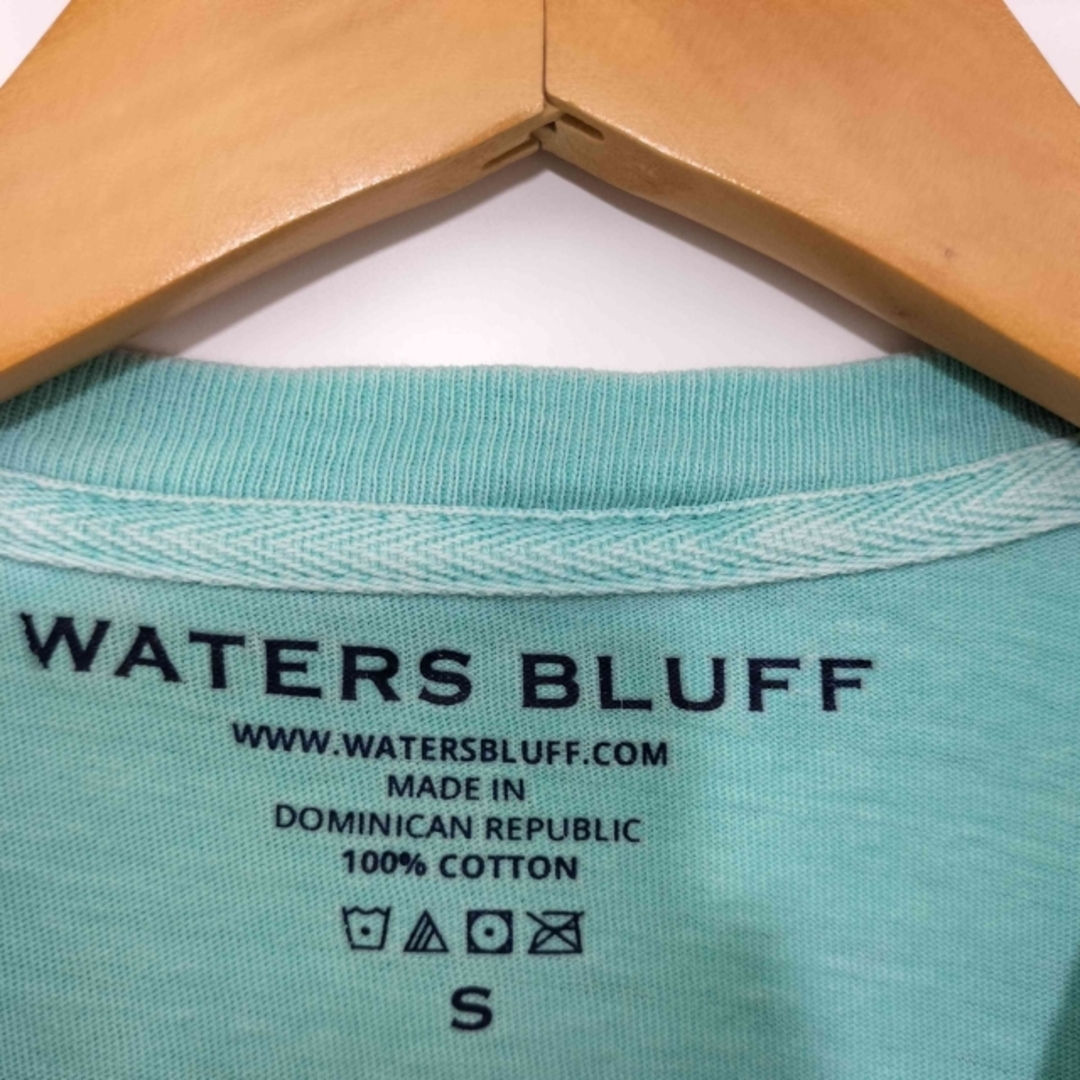 WATERS BLUFF
WWW.WATERSBLUFF.COM
MADE IN
DOMINICAN REPUBLIC
100% COTTON
S